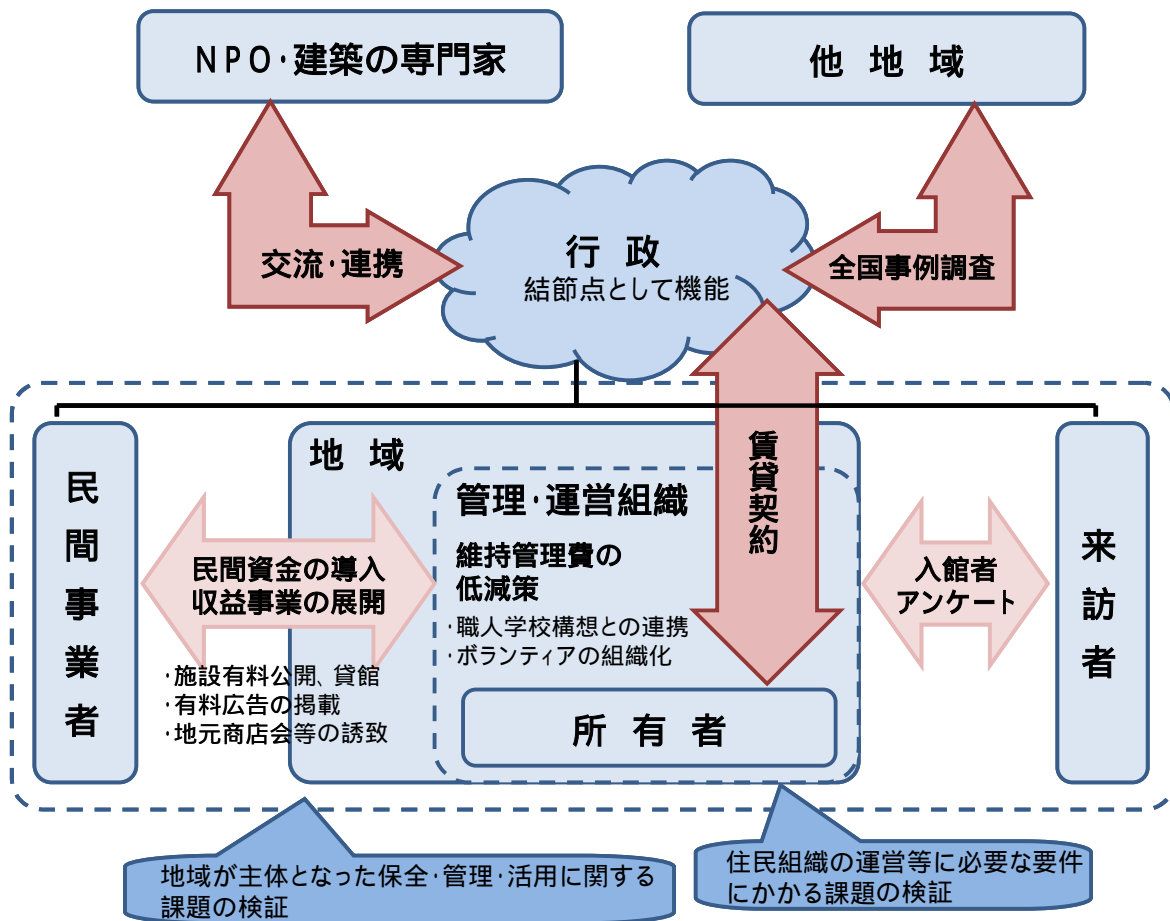 NPO・建築の専門家
他地域
交流・連携
行政
結節点として機能
全国事例調査
民間事業者
地域
管理・運営組織
維持管理費の
低減策
・職人学校構想との連携
・ボランティアの組織化
賃貸契約
民間資金の導入
収益事業の展開
・施設有料公開、貸館
・有料広告の掲載
・地元商店会等の誘致
所有者
入館者
アンケート
来訪者
地域が主体となった保全・管理・活用に関する
課題の検証
住民組織の運営等に必要な要件
にかかる課題の検証